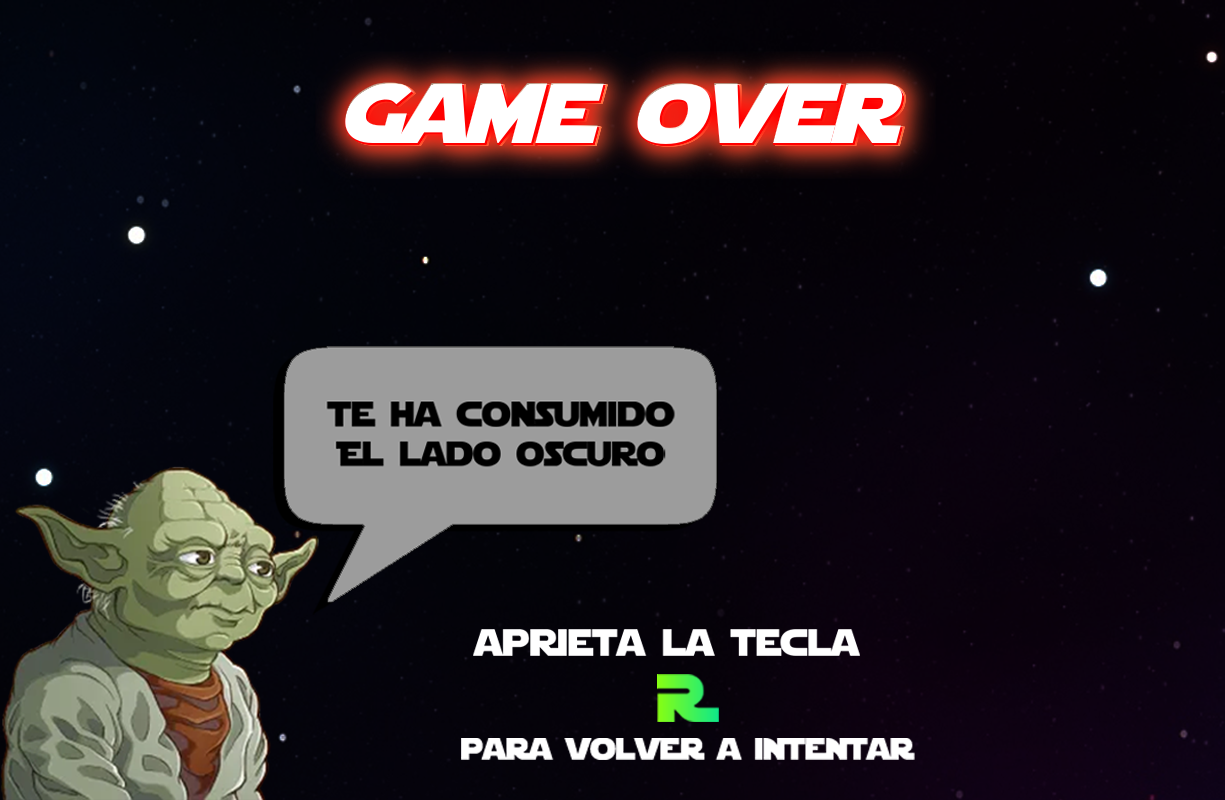 GAME OVER
TE HA CONSUMIDO
EL LADO OSCURO
APRIETA LA TECLA
R
PARA VOLVER A INTENTAR